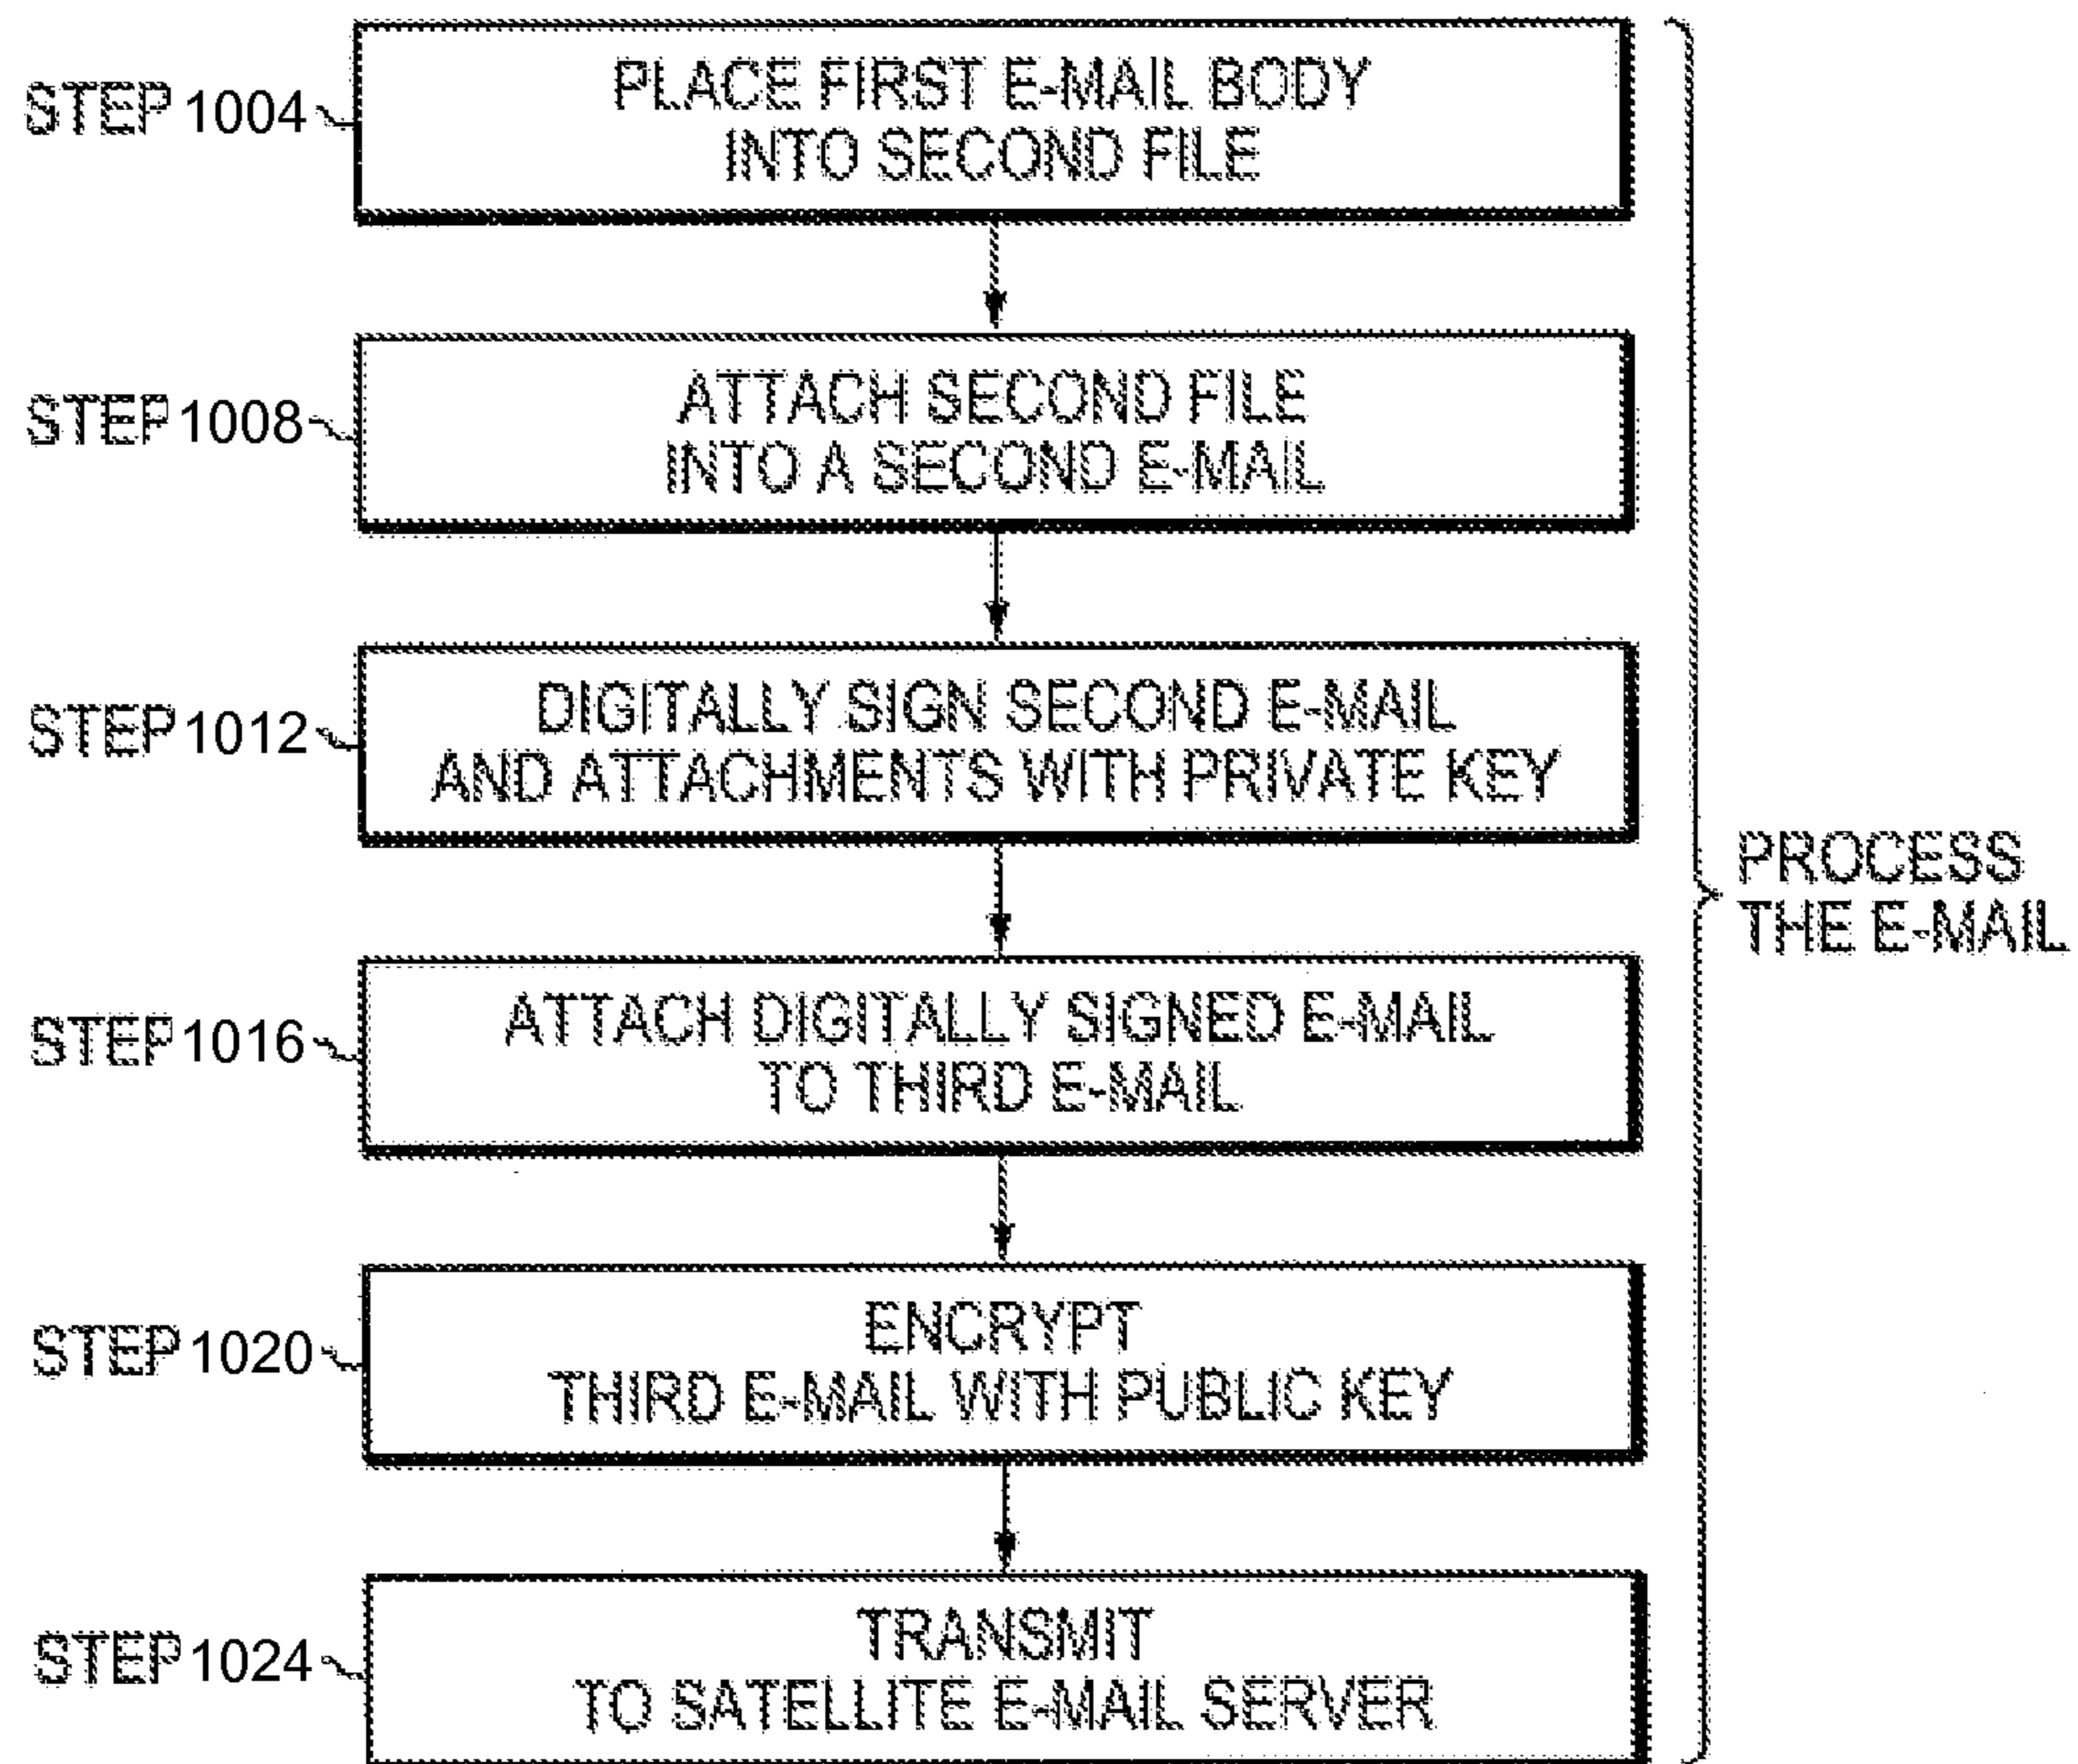 STEP 1004
PLACE FIRST E-MAIL BODY
INTO SECOND FILE
STEP 1008
ATTACH SECOND FILE
INTO A SECOND E-MAIL
STEP 1012
DIGITALLY SIGN SECOND E-MAIL
AND ATTACHMENTS WITH PRIVATE KEY
PROCESS
THE E-MAIL
STEP 1016
ATTACH DIGITALLY SIGNED E-MAIL
TO THIRD E-MAIL
STEP 1020
ENCRYPT
THIRD E-MAIL WITH PUBLIC KEY
STEP 1024
TRANSMIT
TO SATELLITE E-MAIL SERVER